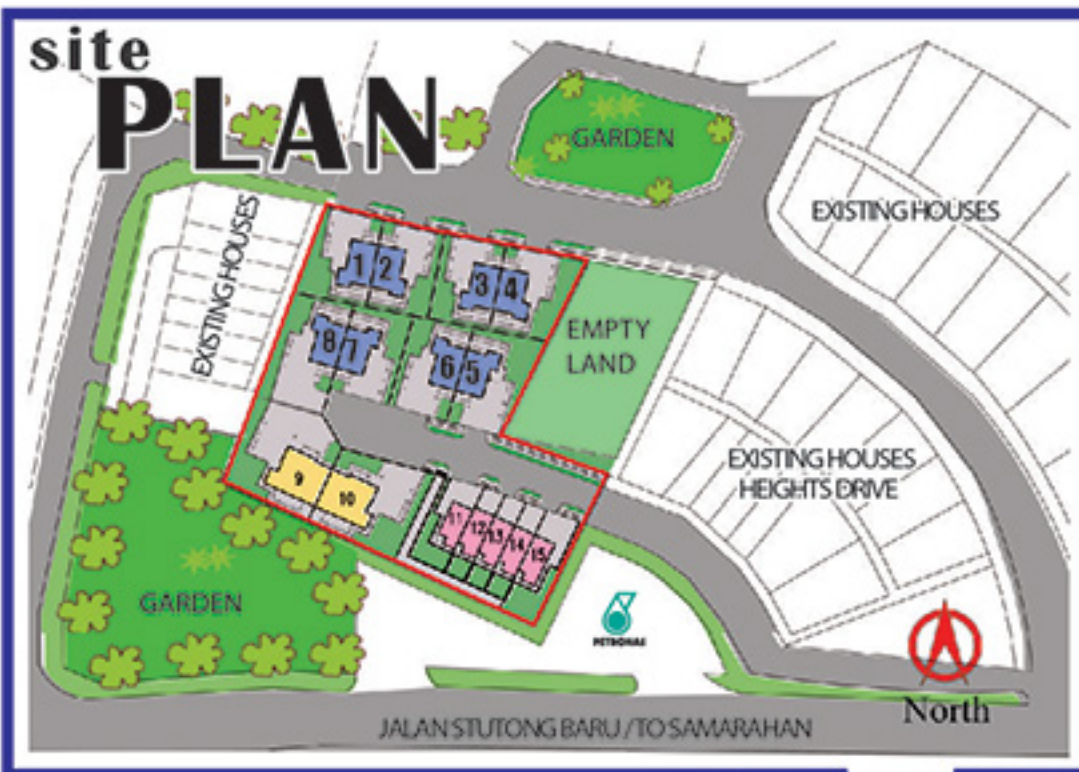 site
PLAN
GARDEN
EXISTING HOUSES
EXISTING HOUSES
1 2
3 4
EMPTY
LAND
8 7
6 5
EXISTING HOUSES
HEIGHTS DRIVE
9
10
11 12 13 14 15
GARDEN
PETRONAS
North
JALAN STUTONG BARU / TO SAMARAHAN